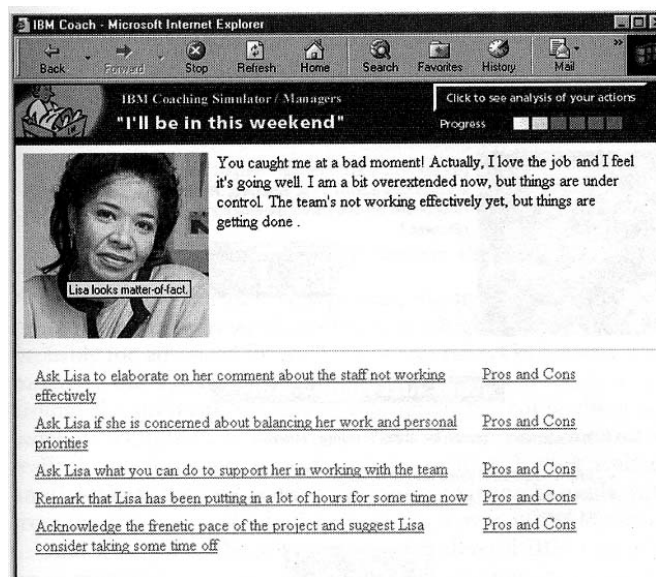 IBM Coach - Microsoft Internet Explorer
Back Forward Stop Refresh Home Search Favorites History Mail »
IBM Coaching Simulator / Managers
Click to see analysis of your actions
"I'll be in this weekend"
Progress
You caught me at a bad moment! Actually, I love the job and I feel
it's going well. I am a bit overextended now, but things are under
control. The team's not working effectively yet, but things are
getting done .
Lisa looks matter-of-fact.
Ask Lisa to elaborate on her comment about the staff not working Pros and Cons
effectively
Ask Lisa if she is concerned about balancing her work and personal Pros and Cons
priorities
Ask Lisa what you can do to support her in working with the team Pros and Cons
Remark that Lisa has been putting in a lot of hours for some time now Pros and Cons
Acknowledge the frenetic pace of the project and suggest Lisa Pros and Cons
consider taking some time off